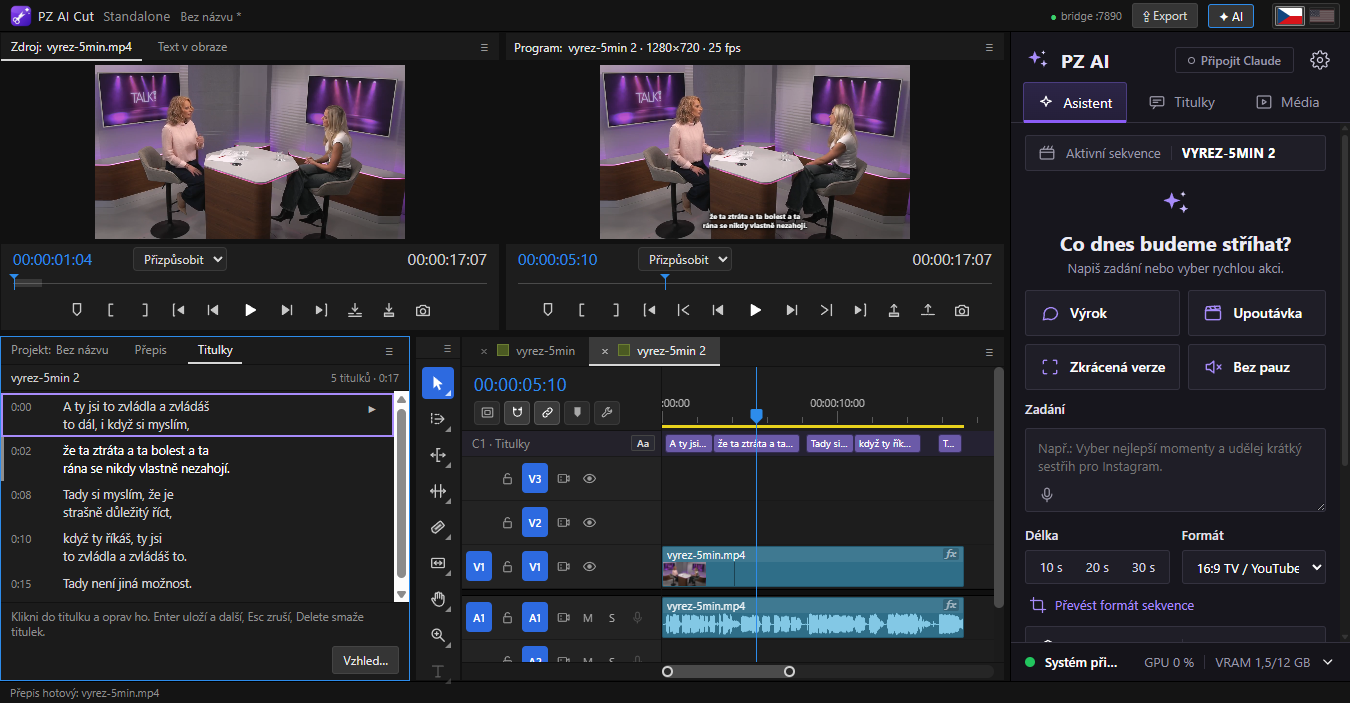 PZ AI Cut Standalone Bez názvu *
bridge :7890 Export AI
Zdroj: vyrez-5min.mp4 Text v obraze
Program: vyrez-5min 2 · 1280×720 · 25 fps
TALK!
TALK!
že ta ztráta a ta bolest a ta
rána se nikdy vlastně nezahojí.
00:00:01:04 Přizpůsobit 00:00:17:07
00:00:05:10 Přizpůsobit 00:00:17:07
Projekt: Bez názvu Přepis Titulky
vyrez-5min 2 5 titulků · 0:17
0:00 A ty jsi to zvládla a zvládáš
to dál, i když si myslím,
0:02 že ta ztráta a ta bolest a ta
rána se nikdy vlastně nezahojí.
0:08 Tady si myslím, že je
strašně důležitý říct,
0:10 když ty říkáš, ty jsi
to zvládla a zvládáš to.
0:15 Tady není jiná možnost.
Klikni do titulku a oprav ho. Enter uloží a další, Esc zruší, Delete smaže
titulek.
Vzhled...
× vyrez-5min × vyrez-5min 2
00:00:05:10
:00:00 00:00:10:00
C1 · Titulky Aa
A ty jsi... že ta ztráta a ta... Tady si... když ty řík... T...
V3
V2
V1 V1
vyrez-5min.mp4 fx
A1 A1 M S
vyrez-5min.mp4 fx
A2 M S
PZ AI Připojit Claude
Asistent Titulky Média
Aktivní sekvence VYREZ-5MIN 2
Co dnes budeme stříhat?
Napiš zadání nebo vyber rychlou akci.
Výrok Upoutávka
Zkrácená verze Bez pauz
Zadání
Např.: Vyber nejlepší momenty a udělej krátký
sestřih pro Instagram.
Délka Formát
10 s 20 s 30 s 16:9 TV / YouTube
Převést formát sekvence
Systém při... GPU 0 % VRAM 1,5/12 GB
Přepis hotový: vyrez-5min.mp4